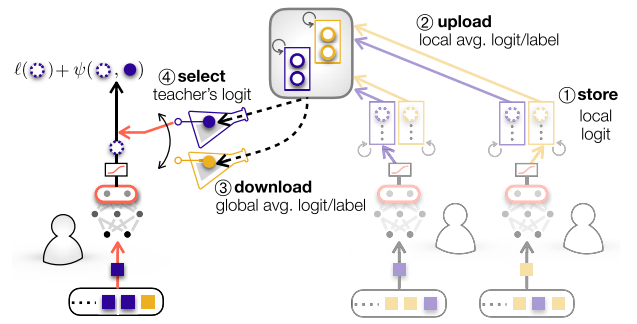 ② upload
local avg. logit/label
ℓ( ) + ψ( , )
④ select
teacher's logit
① store
local
logit
③ download
global avg. logit/label